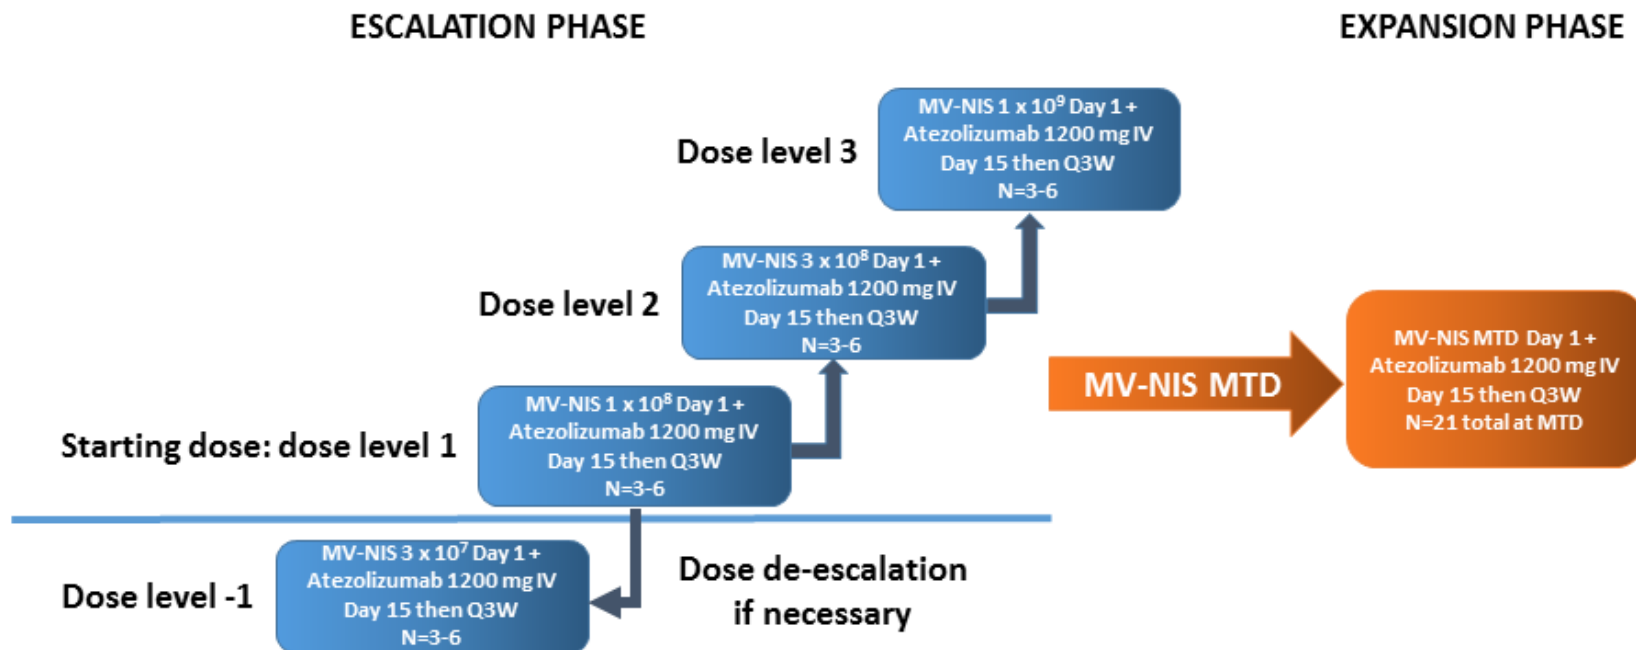 ESCALATION PHASE
EXPANSION PHASE
Dose level 3
MV-NIS 1 x 10⁹ Day 1 +
Atezolizumab 1200 mg IV
Day 15 then Q3W
N=3-6
Dose level 2
MV-NIS 3 x 10⁸ Day 1 +
Atezolizumab 1200 mg IV
Day 15 then Q3W
N=3-6
Starting dose: dose level 1
MV-NIS 1 x 10⁸ Day 1 +
Atezolizumab 1200 mg IV
Day 15 then Q3W
N=3-6
Dose level -1
MV-NIS 3 x 10⁷ Day 1 +
Atezolizumab 1200 mg IV
Day 15 then Q3W
N=3-6
Dose de-escalation
if necessary
MV-NIS MTD
MV-NIS MTD Day 1 +
Atezolizumab 1200 mg IV
Day 15 then Q3W
N=21 total at MTD